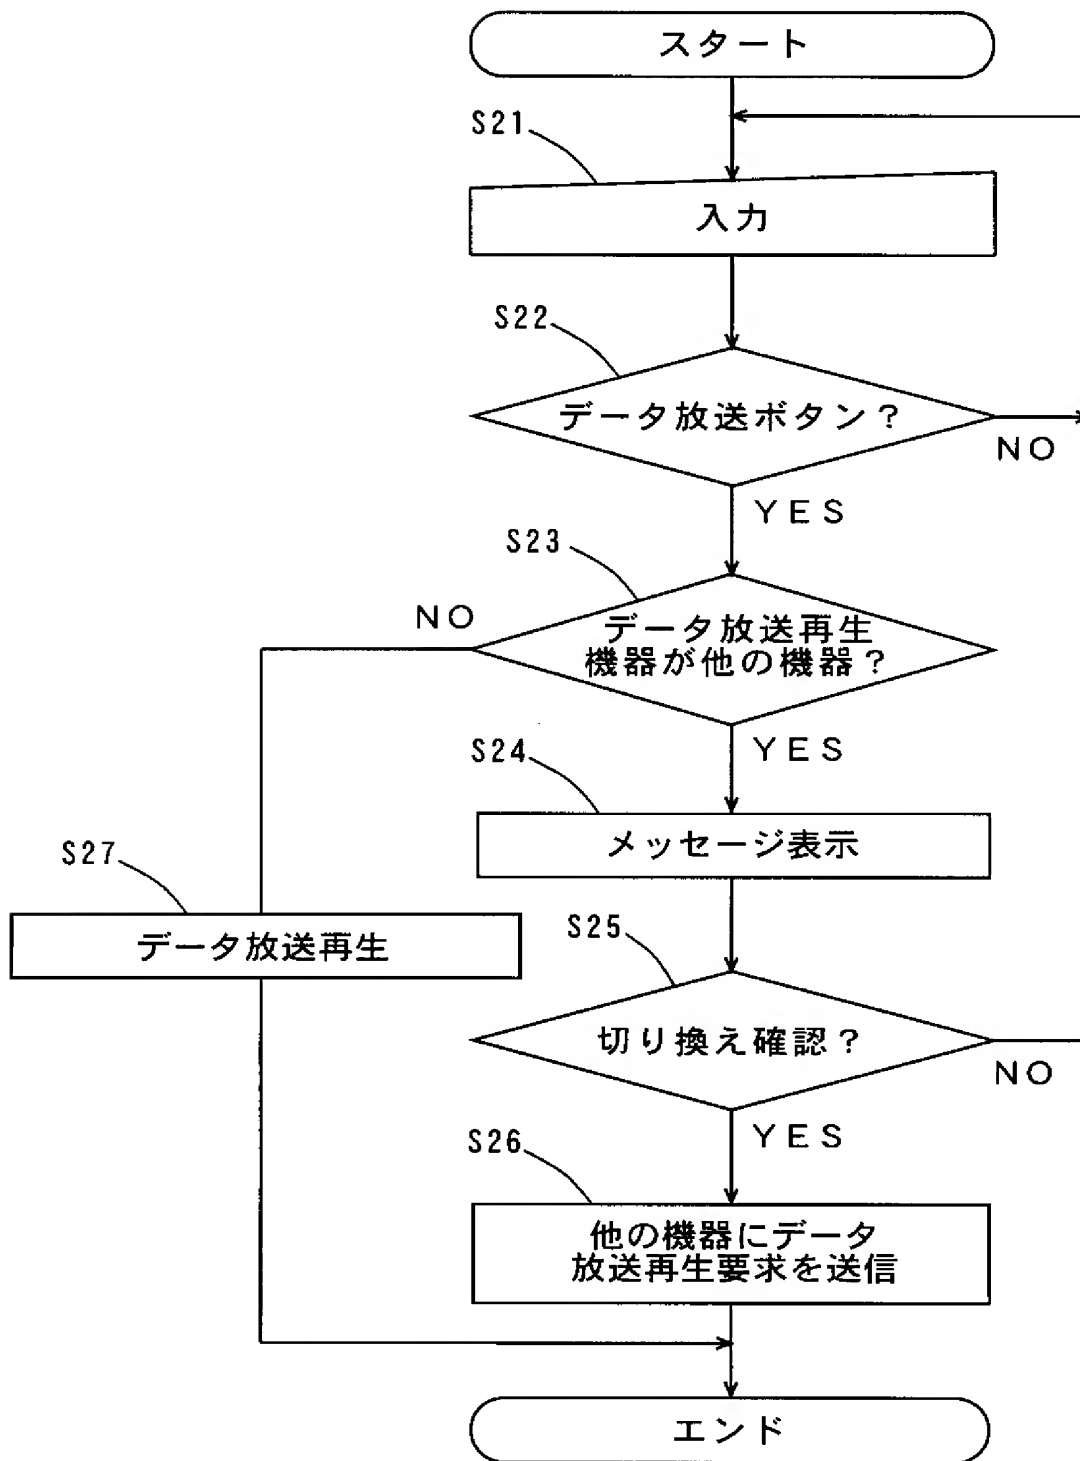 スタート
S21
入力
S22
データ放送ボタン?
NO
YES
S23
NO
データ放送再生
機器が他の機器?
YES
S24
メッセージ表示
S27
データ放送再生
S25
切り換え確認?
NO
YES
S26
他の機器にデータ
放送再生要求を送信
エンド